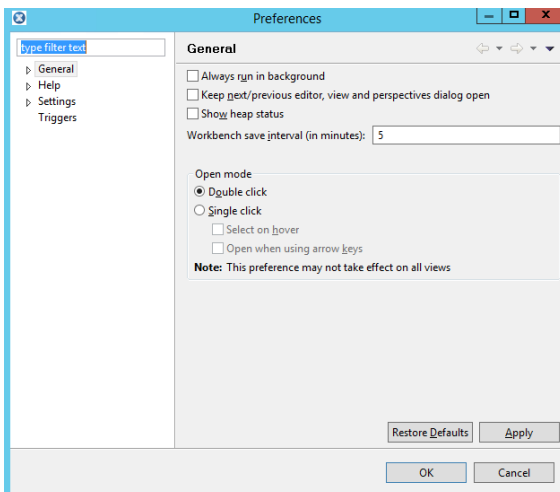 Preferences
type filter text
General
Help
Settings
Triggers
General
Always run in background
Keep next/previous editor, view and perspectives dialog open
Show heap status
Workbench save interval (in minutes): 5
Open mode
Double click
Single click
Select on hover
Open when using arrow keys
Note: This preference may not take effect on all views
Restore Defaults Apply
OK Cancel